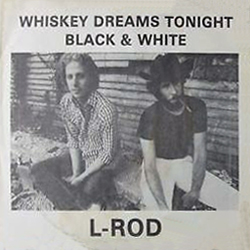 WHISKEY DREAMS TONIGHT
BLACK & WHITE
L-ROD